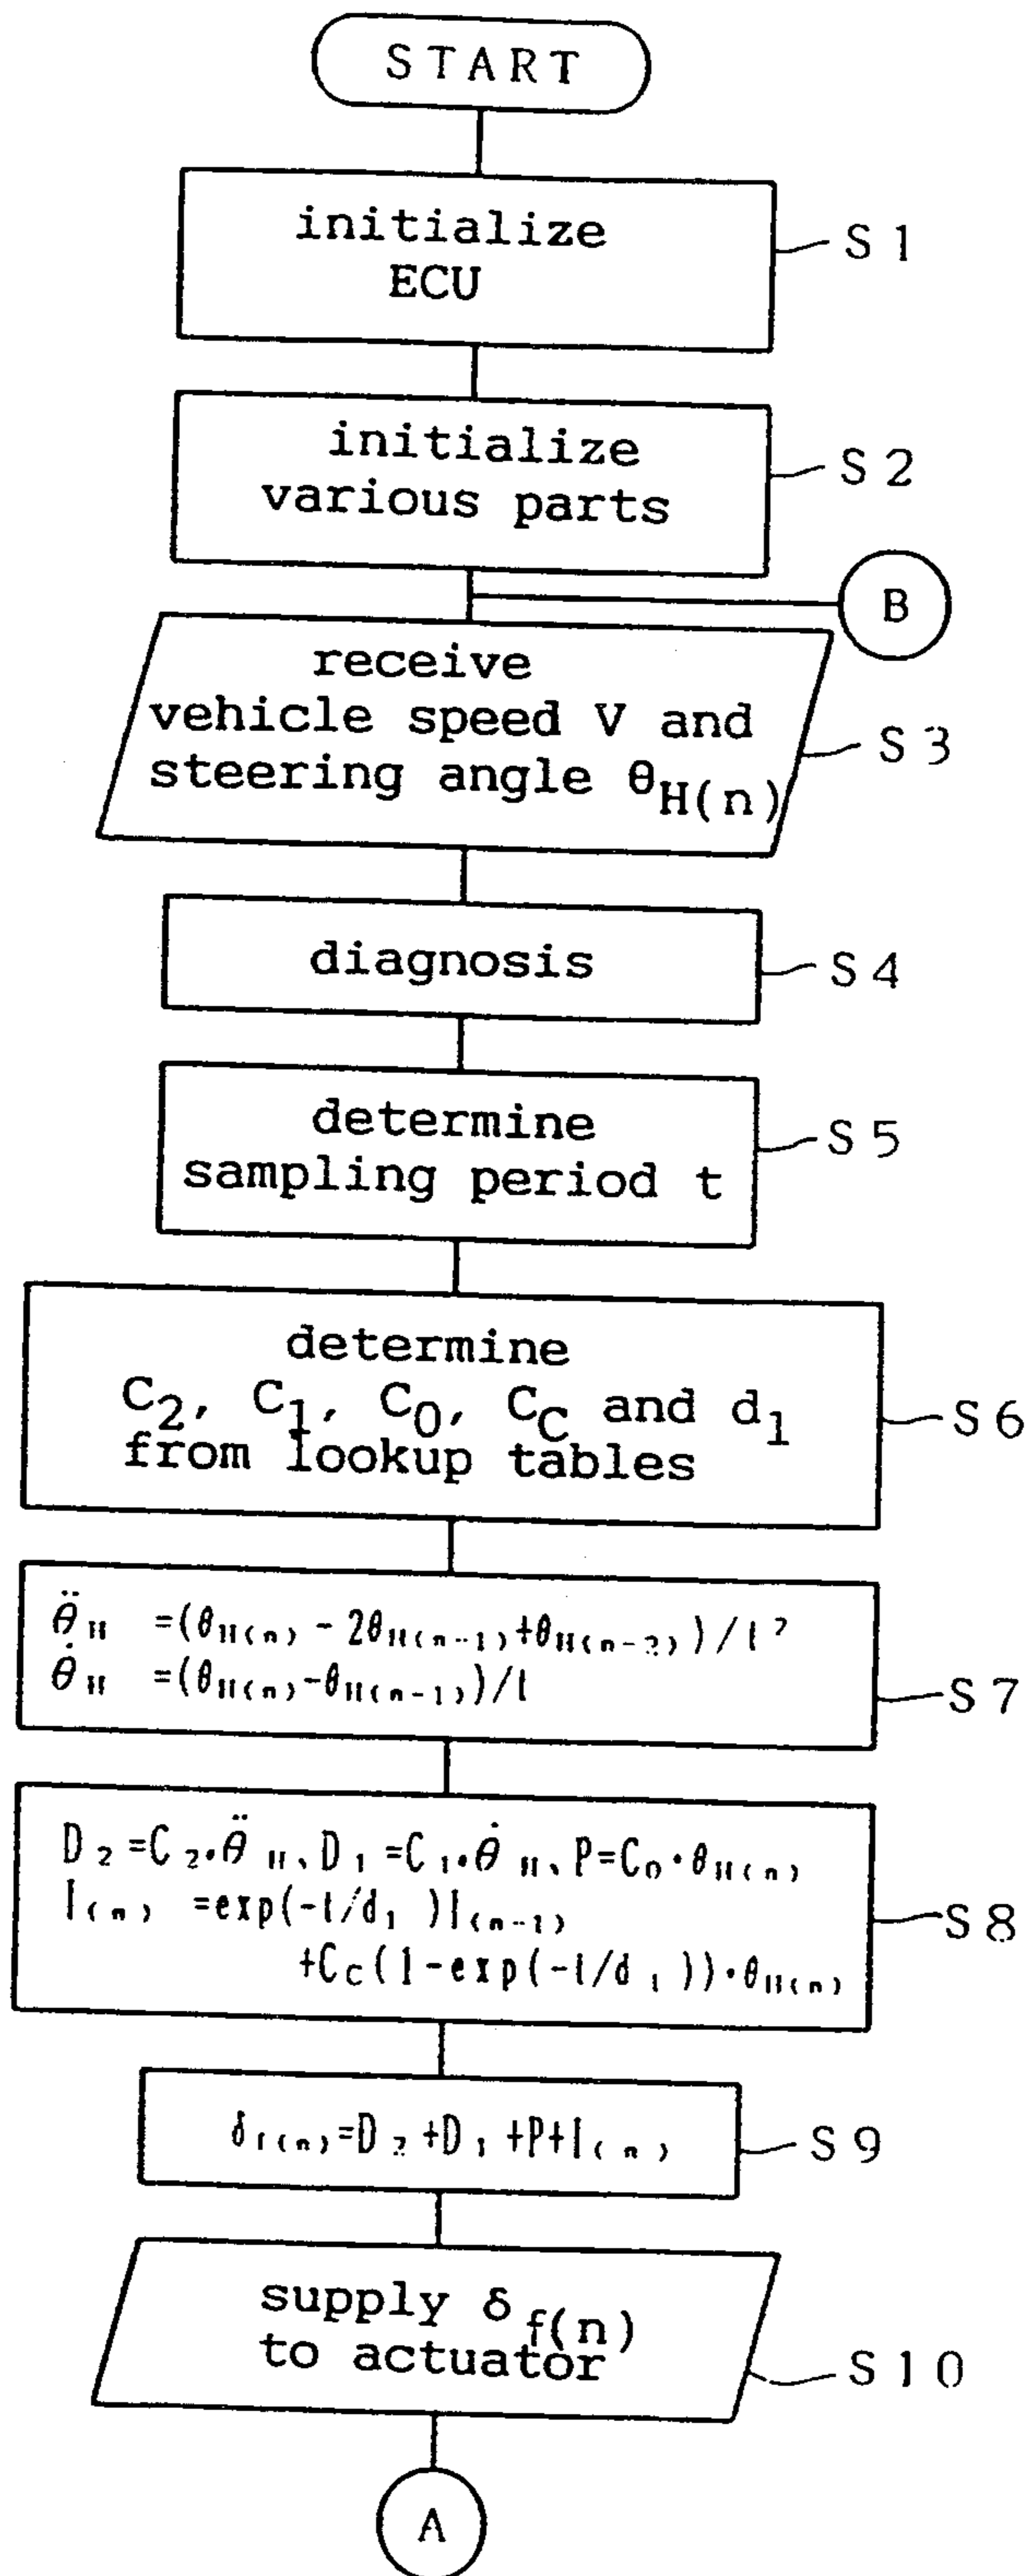 START
initialize
ECU
S1
initialize
various parts
S2
B
receive
vehicle speed V and
steering angle θH(n)
S3
diagnosis
S4
determine
sampling period t
S5
determine
C2, C1, C0, CC and d1
from lookup tables
S6
θ̈H =(θH(n)-2θH(n-1)+θH(n-2))/t²
θ̇H =(θH(n)-θH(n-1))/t
S7
D2=C2·θ̈H、D1=C1·θ̇H、P=C0·θH(n)
I(n) =exp(-t/d1)I(n-1)
+CC(1-exp(-t/d1))·θH(n)
S8
δf(n)=D2+D1+P+I(n)
S9
supply δf(n)
to actuator
S10
A